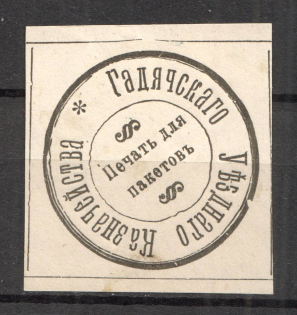 * Гадячскаго Уѣзднаго Казначейства
Печать для
пакетовъ